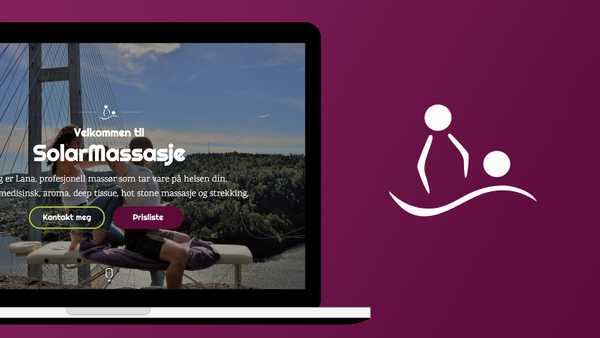 Velkommen til
SolarMassasje
g er Lana, profesjonell massør som tar vare på helsen din.
medisinsk, aroma, deep tissue, hot stone massasje og strekking.
Kontakt meg
Prisliste